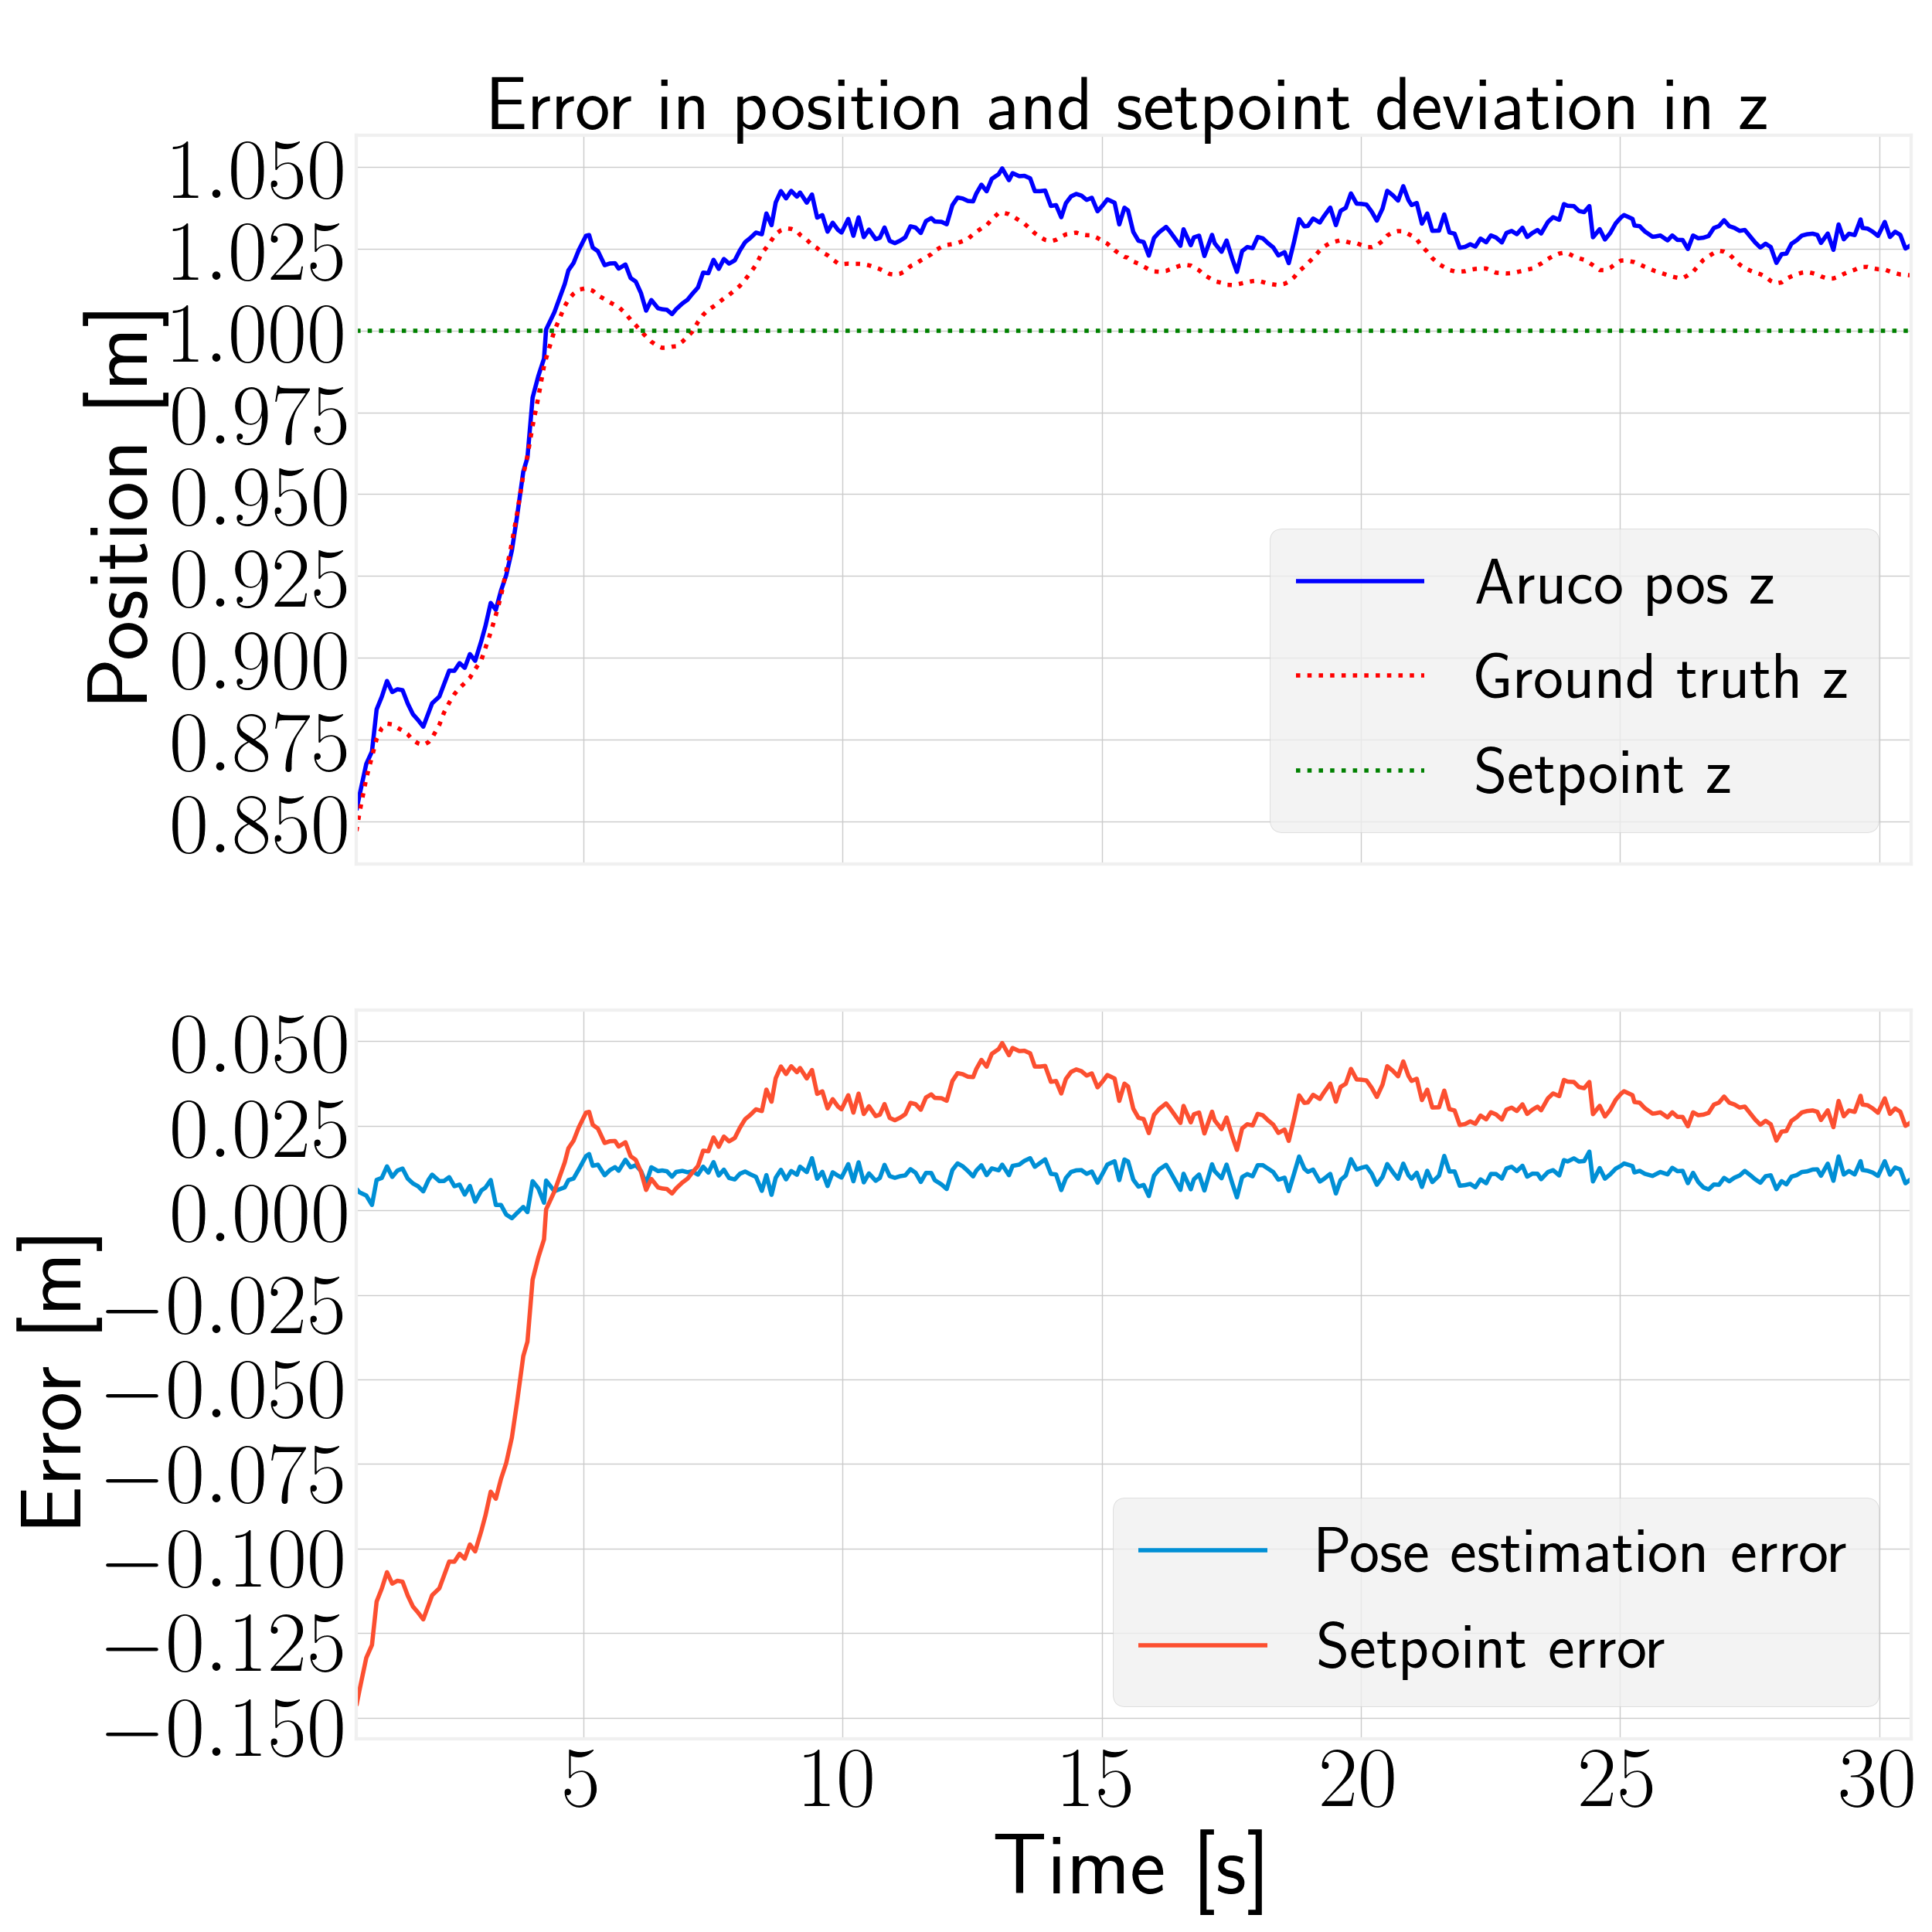 Error in position and setpoint deviation in z
Position [m]
1.050
1.025
1.000
0.975
0.950
0.925
0.900
0.875
0.850
Aruco pos z
Ground truth z
Setpoint z
Error [m]
0.050
0.025
0.000
−0.025
−0.050
−0.075
−0.100
−0.125
−0.150
Pose estimation error
Setpoint error
5 10 15 20 25 30
Time [s]